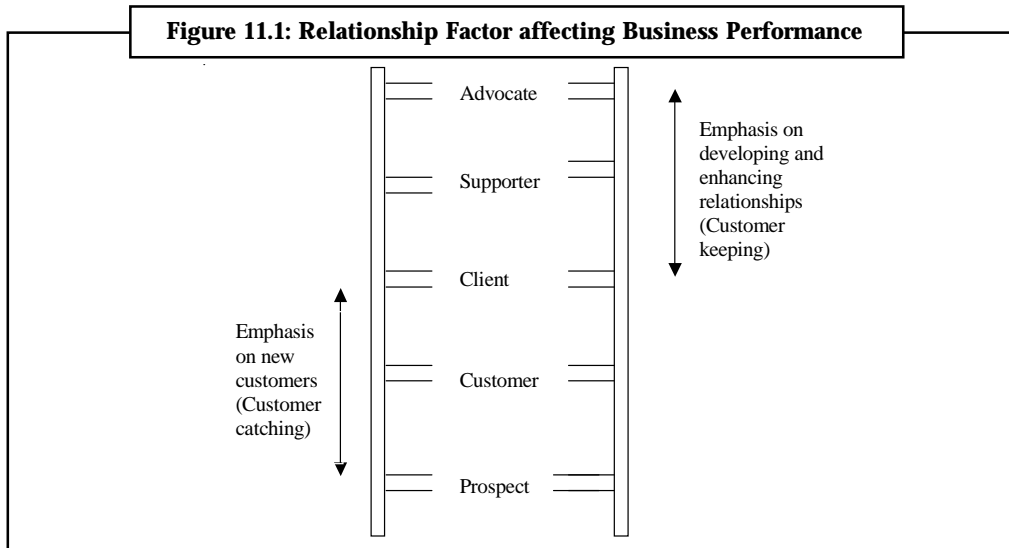 Figure 11.1: Relationship Factor affecting Business Performance
Advocate
Emphasis on
developing and
enhancing
relationships
(Customer
keeping)
Supporter
Client
Emphasis
on new
customers
(Customer
catching)
Customer
Prospect